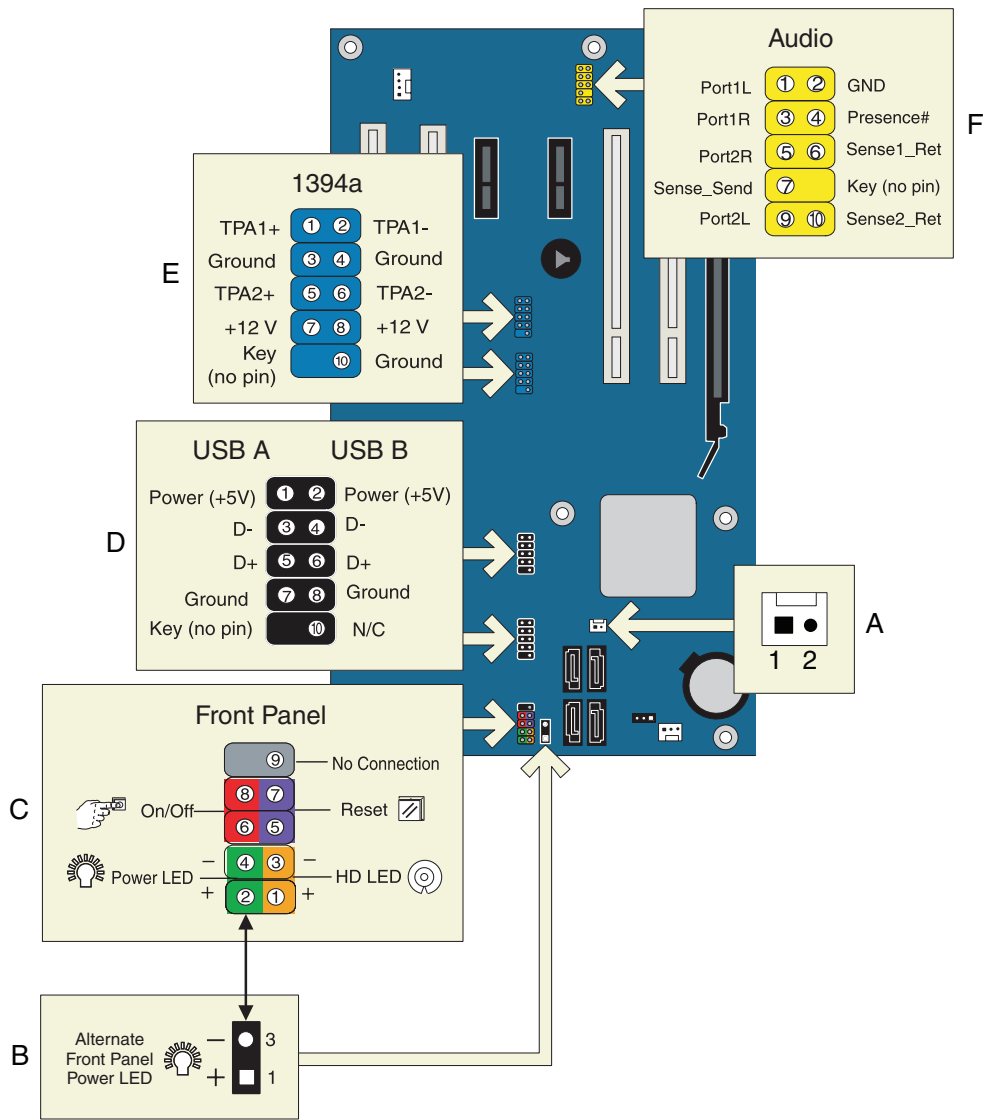 Audio
Port1L 1 2 GND
Port1R 3 4 Presence#
Port2R 5 6 Sense1_Ret
Sense_Send 7 Key (no pin)
Port2L 9 10 Sense2_Ret
F
1394a
TPA1+ 1 2 TPA1-
Ground 3 4 Ground
TPA2+ 5 6 TPA2-
+12 V 7 8 +12 V
Key
(no pin) 10 Ground
E
USB A USB B
Power (+5V) 1 2 Power (+5V)
D- 3 4 D-
D+ 5 6 D+
Ground 7 8 Ground
Key (no pin) 10 N/C
D
1 2
A
Front Panel
9 No Connection
On/Off 8 7 Reset
6 5
− 4 3 −
Power LED HD LED
+ 2 1 +
C
Alternate
Front Panel
Power LED
− 3
+ 1
B